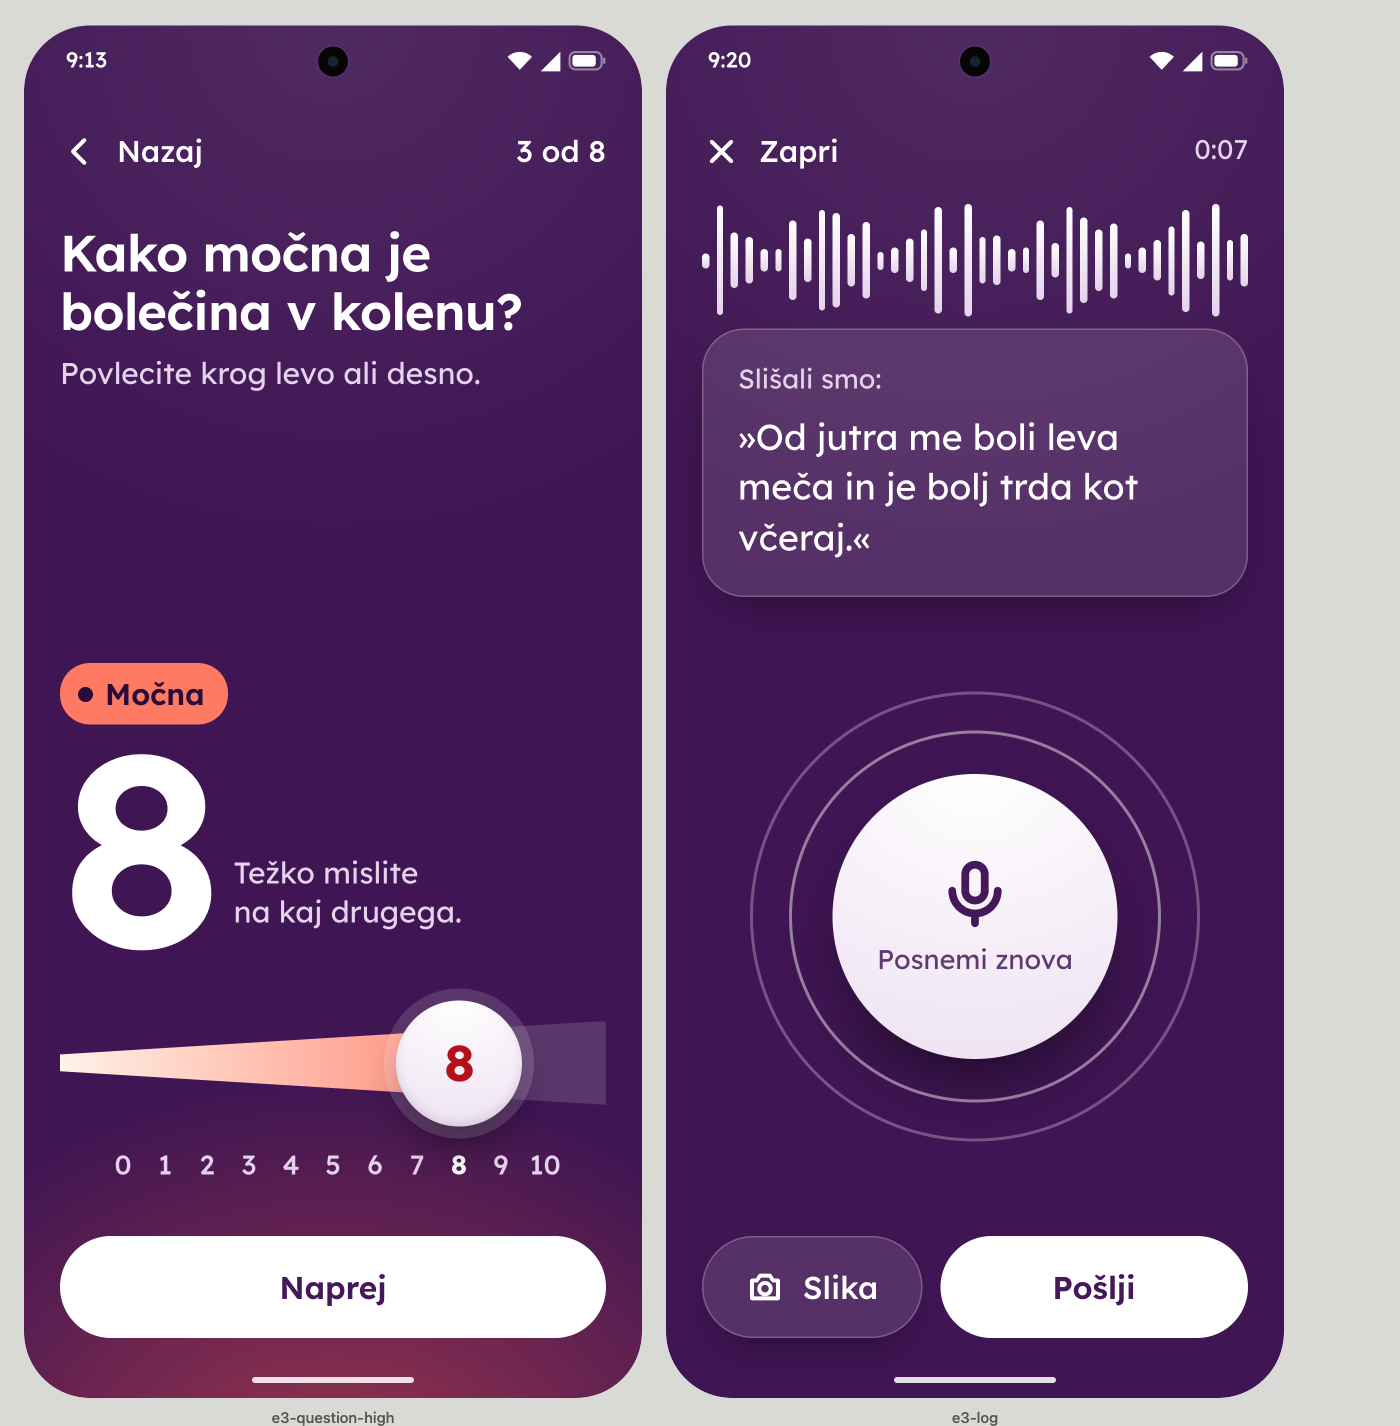 9:13
Nazaj
3 od 8
Kako močna je
bolečina v kolenu?
Povlecite krog levo ali desno.
Močna
8
Težko mislite
na kaj drugega.
8
0 1 2 3 4 5 6 7 8 9 10
Naprej
e3-question-high
9:20
Zapri
0:07
Slišali smo:
»Od jutra me boli leva
meča in je bolj trda kot
včeraj.«
Posnemi znova
Slika
Pošlji
e3-log